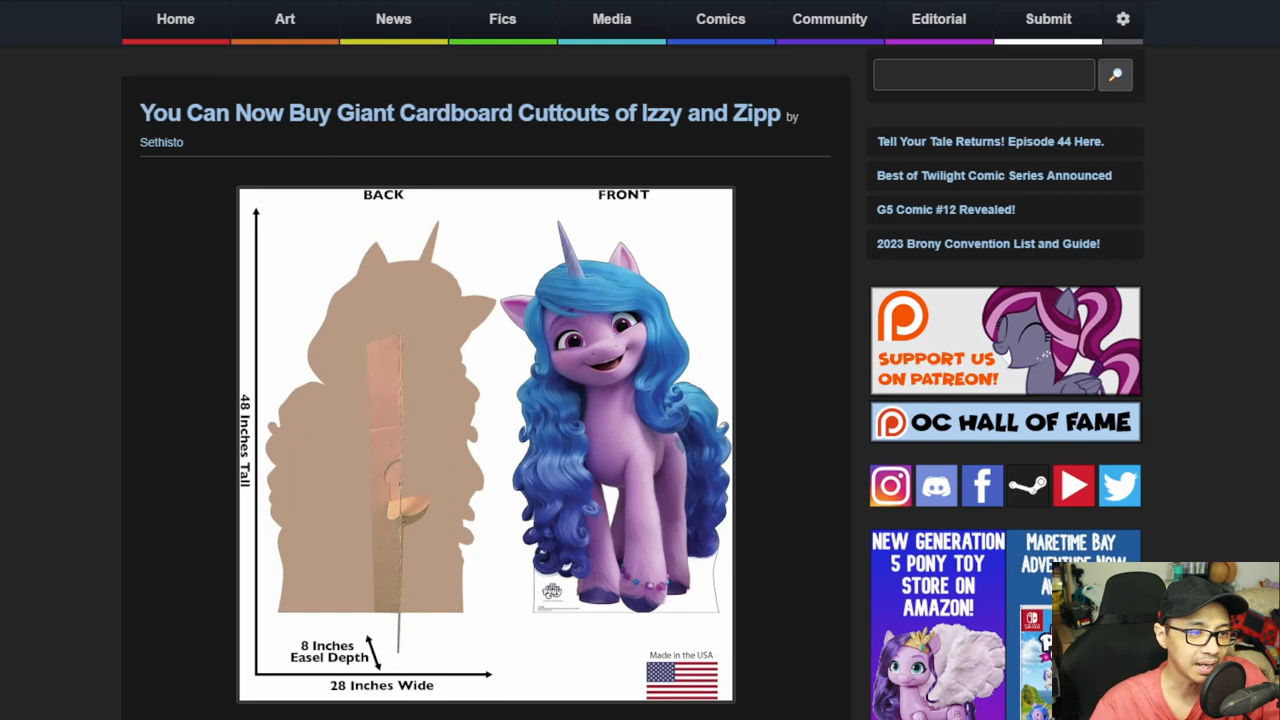 Home Art News Fics Media Comics Community Editorial Submit
You Can Now Buy Giant Cardboard Cuttouts of Izzy and Zipp by
Sethisto
BACK FRONT
48 Inches Tall
8 Inches
Easel Depth
28 Inches Wide
Made in the USA
Tell Your Tale Returns! Episode 44 Here.
Best of Twilight Comic Series Announced
G5 Comic #12 Revealed!
2023 Brony Convention List and Guide!
SUPPORT US
ON PATREON!
OC HALL OF FAME
NEW GENERATION
5 PONY TOY
STORE ON
AMAZON!
MARETIME BAY